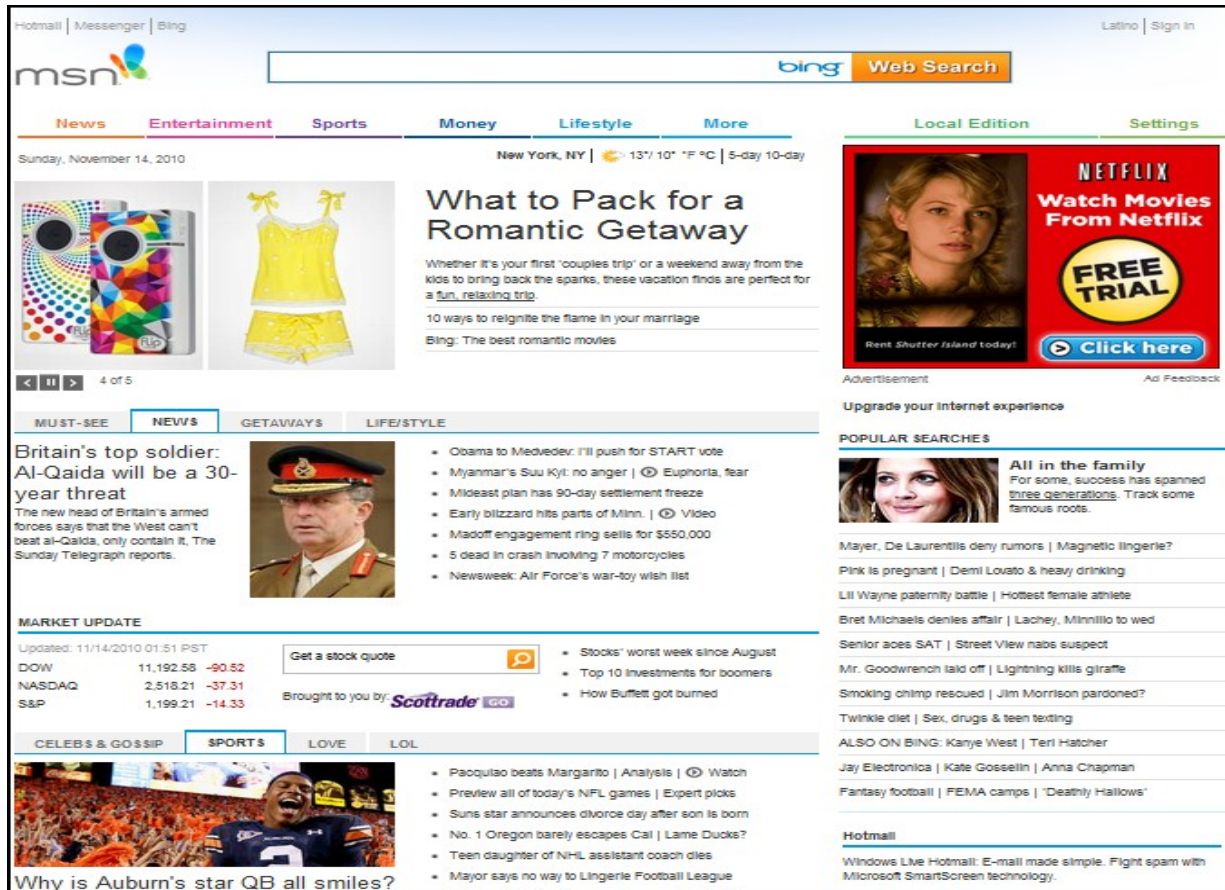 Hotmail | Messenger | Bing
Latino | Sign in
msn
bing
Web Search
News
Entertainment
Sports
Money
Lifestyle
More
Local Edition
Settings
Sunday, November 14, 2010
New York, NY | 13°/ 10° °F °C | 5-day 10-day
flip
flip
What to Pack for a
Romantic Getaway
Whether it's your first "couples trip" or a weekend away from the
kids to bring back the sparks, these vacation finds are perfect for
a fun, relaxing trip.
10 ways to reignite the flame in your marriage
Bing: The best romantic movies
4 of 5
NETFLIX
Watch Movies
From Netflix
FREE
TRIAL
Rent Shutter Island today!
Click here
Advertisement
Ad Feedback
Upgrade your Internet experience
MUST-SEE
NEWS
GETAWAYS
LIFE/STYLE
Britain's top soldier:
Al-Qaida will be a 30-
year threat
The new head of Britain's armed
forces says that the West can't
beat al-Qaida, only contain it, The
Sunday Telegraph reports.
Obama to Medvedev: I'll push for START vote
Myanmar's Suu Kyi: no anger | Euphoria, fear
Mideast plan has 90-day settlement freeze
Early blizzard hits parts of Minn. | Video
Madoff engagement ring sells for $550,000
5 dead in crash involving 7 motorcycles
Newsweek: Air Force's war-toy wish list
MARKET UPDATE
Updated: 11/14/2010 01:51 PST
DOW 11,192.58 -90.52
NASDAQ 2,518.21 -37.31
S&P 1,199.21 -14.33
Get a stock quote
Brought to you by: Scottrade GO
Stocks' worst week since August
Top 10 investments for boomers
How Buffett got burned
CELEBS & GOSSIP
SPORTS
LOVE
LOL
Why is Auburn's star QB all smiles?
Pacquiao beats Margarito | Analysis | Watch
Preview all of today's NFL games | Expert picks
Suns star announces divorce day after son is born
No. 1 Oregon barely escapes Cal | Lame Ducks?
Teen daughter of NHL assistant coach dies
Mayor says no way to Lingerie Football League
POPULAR SEARCHES
All in the family
For some, success has spanned
three generations. Track some
famous roots.
Mayer, De Laurentiis deny rumors | Magnetic lingerie?
Pink is pregnant | Demi Lovato & heavy drinking
Lil Wayne paternity battle | Hottest female athlete
Bret Michaels denies affair | Lachey, Minnillo to wed
Senior aces SAT | Street View nabs suspect
Mr. Goodwrench laid off | Lightning kills giraffe
Smoking chimp rescued | Jim Morrison pardoned?
Twinkie diet | Sex, drugs & teen texting
ALSO ON BING: Kanye West | Teri Hatcher
Jay Electronica | Kate Gosselin | Anna Chapman
Fantasy football | FEMA camps | 'Deathly Hallows'
Hotmail
Windows Live Hotmail: E-mail made simple. Fight spam with
Microsoft SmartScreen technology.